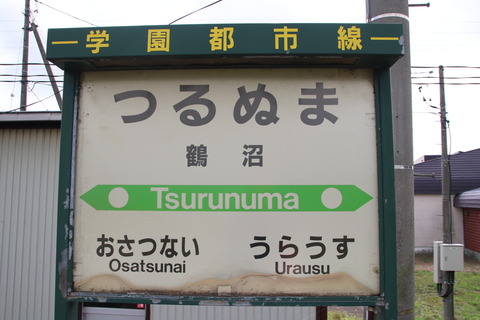 学園都市線
つるぬま
鶴沼
Tsurunuma
おさつない うらうす
Osatsunai Urausu